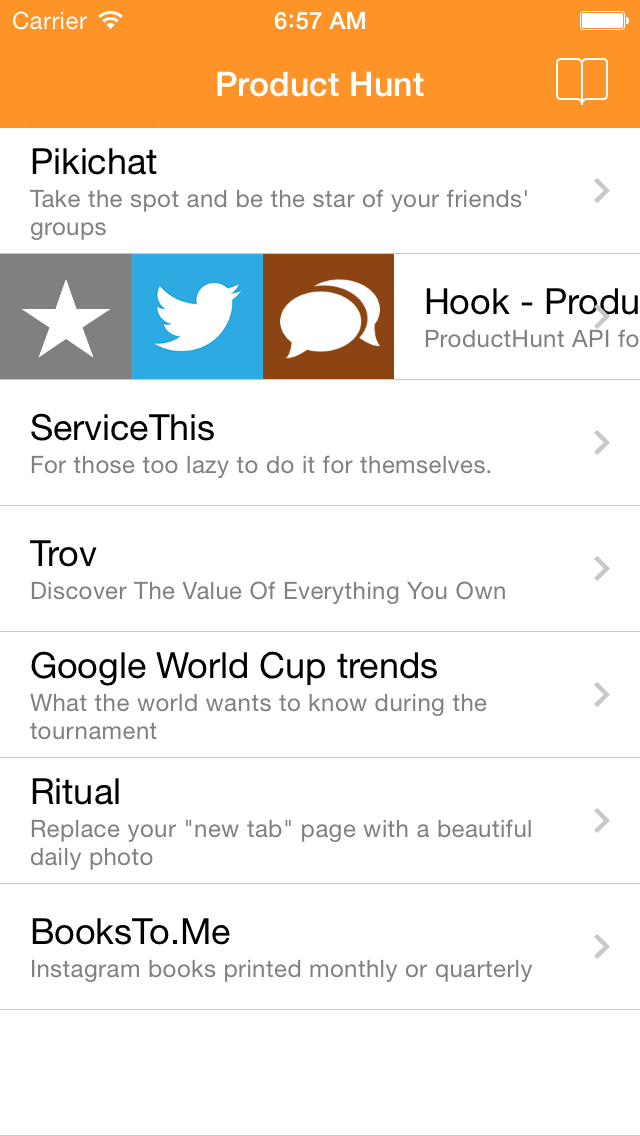 Carrier 6:57 AM
Product Hunt
Pikichat
Take the spot and be the star of your friends'
groups
Hook - Produ
ProductHunt API fo
ServiceThis
For those too lazy to do it for themselves.
Trov
Discover The Value Of Everything You Own
Google World Cup trends
What the world wants to know during the
tournament
Ritual
Replace your "new tab" page with a beautiful
daily photo
BooksTo.Me
Instagram books printed monthly or quarterly